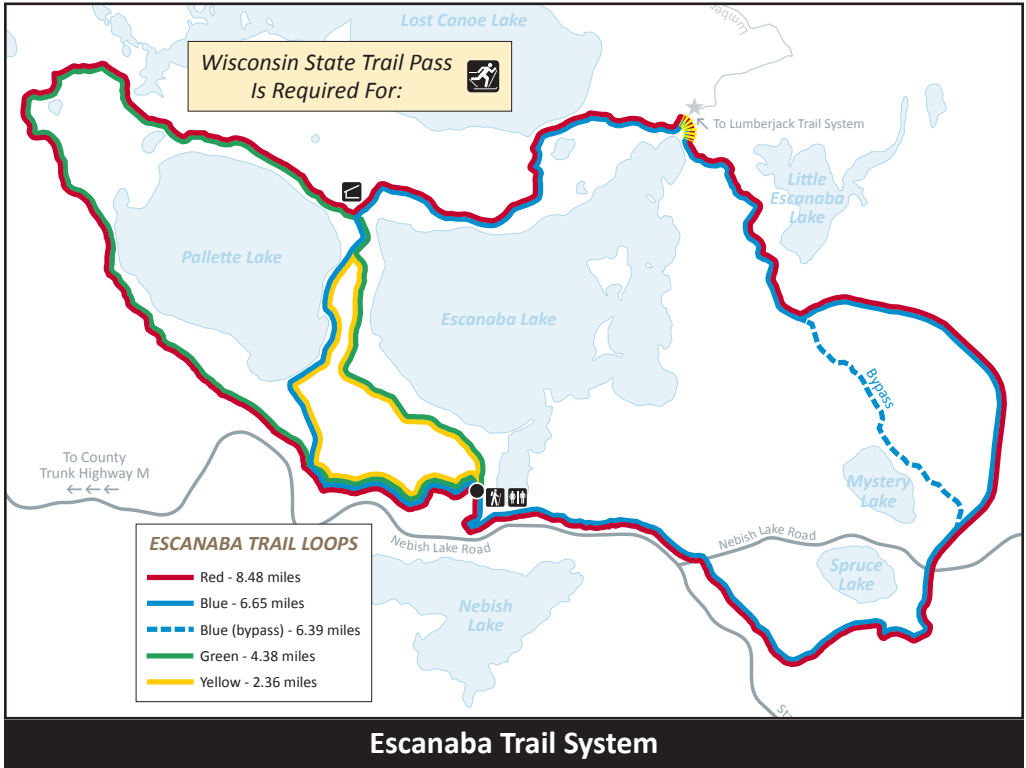 Lost Canoe Lake
Lumber
Wisconsin State Trail Pass
Is Required For:
To Lumberjack Trail System
Little
Escanaba
Lake
Pallette Lake
Escanaba Lake
Bypass
To County
Trunk Highway M
Mystery
Lake
Nebish Lake Road
Nebish Lake Road
Spruce
Lake
Nebish
Lake
ESCANABA TRAIL LOOPS
Red - 8.48 miles
Blue - 6.65 miles
Blue (bypass) - 6.39 miles
Green - 4.38 miles
Yellow - 2.36 miles
Escanaba Trail System